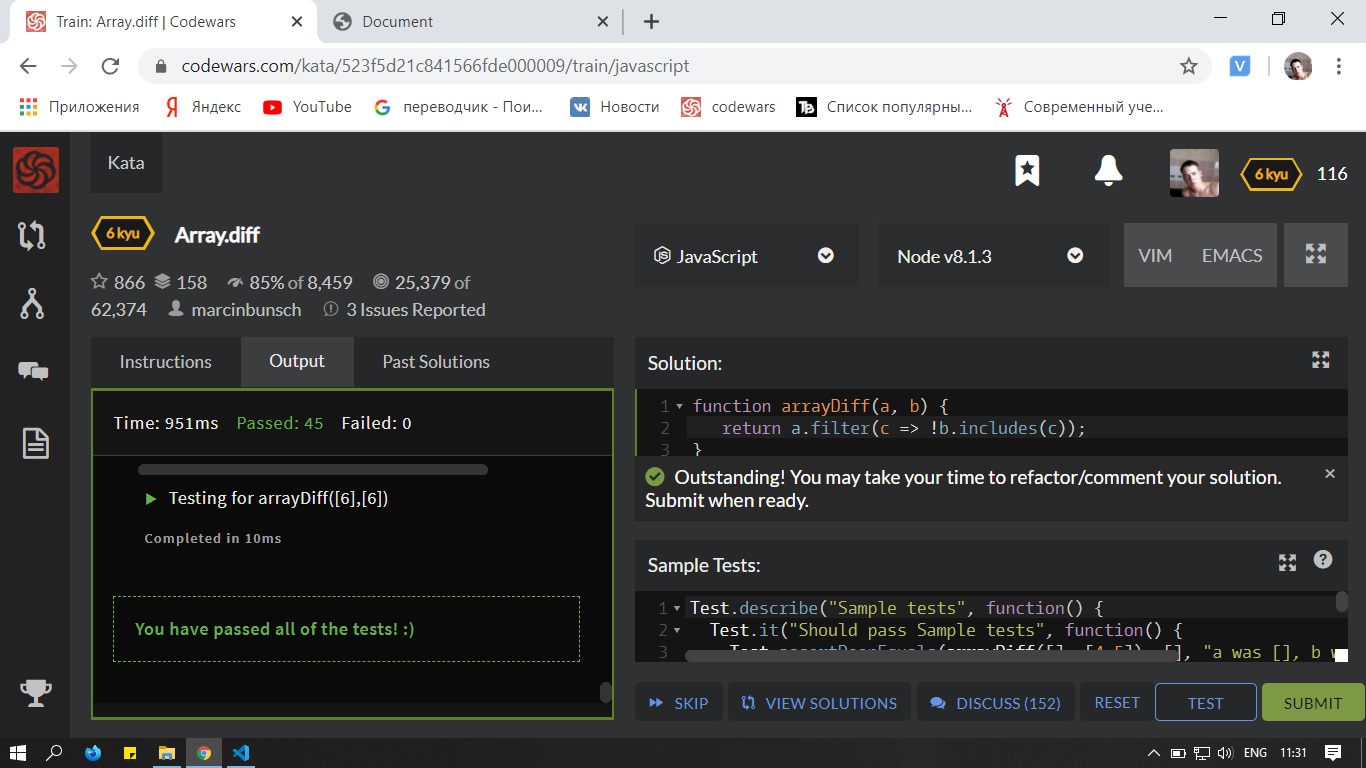 Train: Array.diff | Codewars
Document
codewars.com/kata/523f5d21c841566fde000009/train/javascript
V
Приложения
Яндекс
YouTube
переводчик - Пои...
Новости
codewars
Список популярны...
Современный уче...
Kata
6 kyu
116
6 kyu
Array.diff
866 158 85% of 8,459 25,379 of
62,374 marcinbunsch 3 Issues Reported
JavaScript
Node v8.1.3
VIM
EMACS
Instructions
Output
Past Solutions
Time: 951ms Passed: 45 Failed: 0
Testing for arrayDiff([6],[6])
Completed in 10ms
You have passed all of the tests! :)
Solution:
1 function arrayDiff(a, b) {
2 return a.filter(c => !b.includes(c));
3 }
Outstanding! You may take your time to refactor/comment your solution.
Submit when ready.
Sample Tests:
1 Test.describe("Sample tests", function() {
2 Test.it("Should pass Sample tests", function() {
3 [], "a was [], b
SKIP
VIEW SOLUTIONS
DISCUSS (152)
RESET
TEST
SUBMIT
ENG
11:31